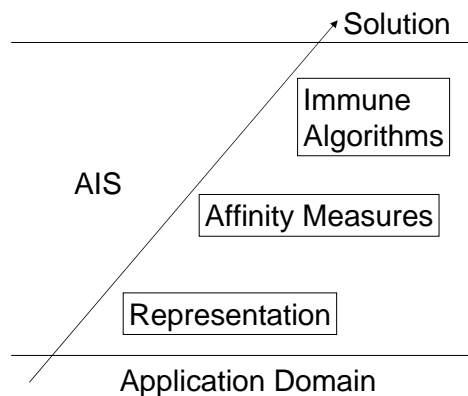 Solution
Immune
Algorithms
AIS
Affinity Measures
Representation
Application Domain